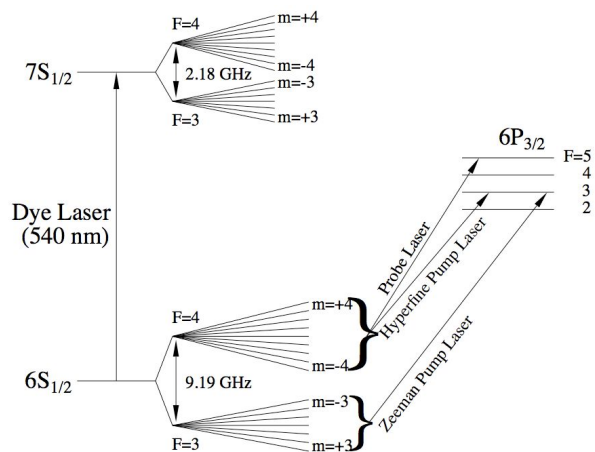 F=4
m=+4
7S1/2
2.18 GHz
m=-4
m=-3
F=3
m=+3
6P3/2
F=5
4
3
2
Dye Laser
(540 nm)
Probe Laser
Hyperfine Pump Laser
Zeeman Pump Laser
F=4
m=+4
m=-4
6S1/2
9.19 GHz
m=-3
F=3
m=+3